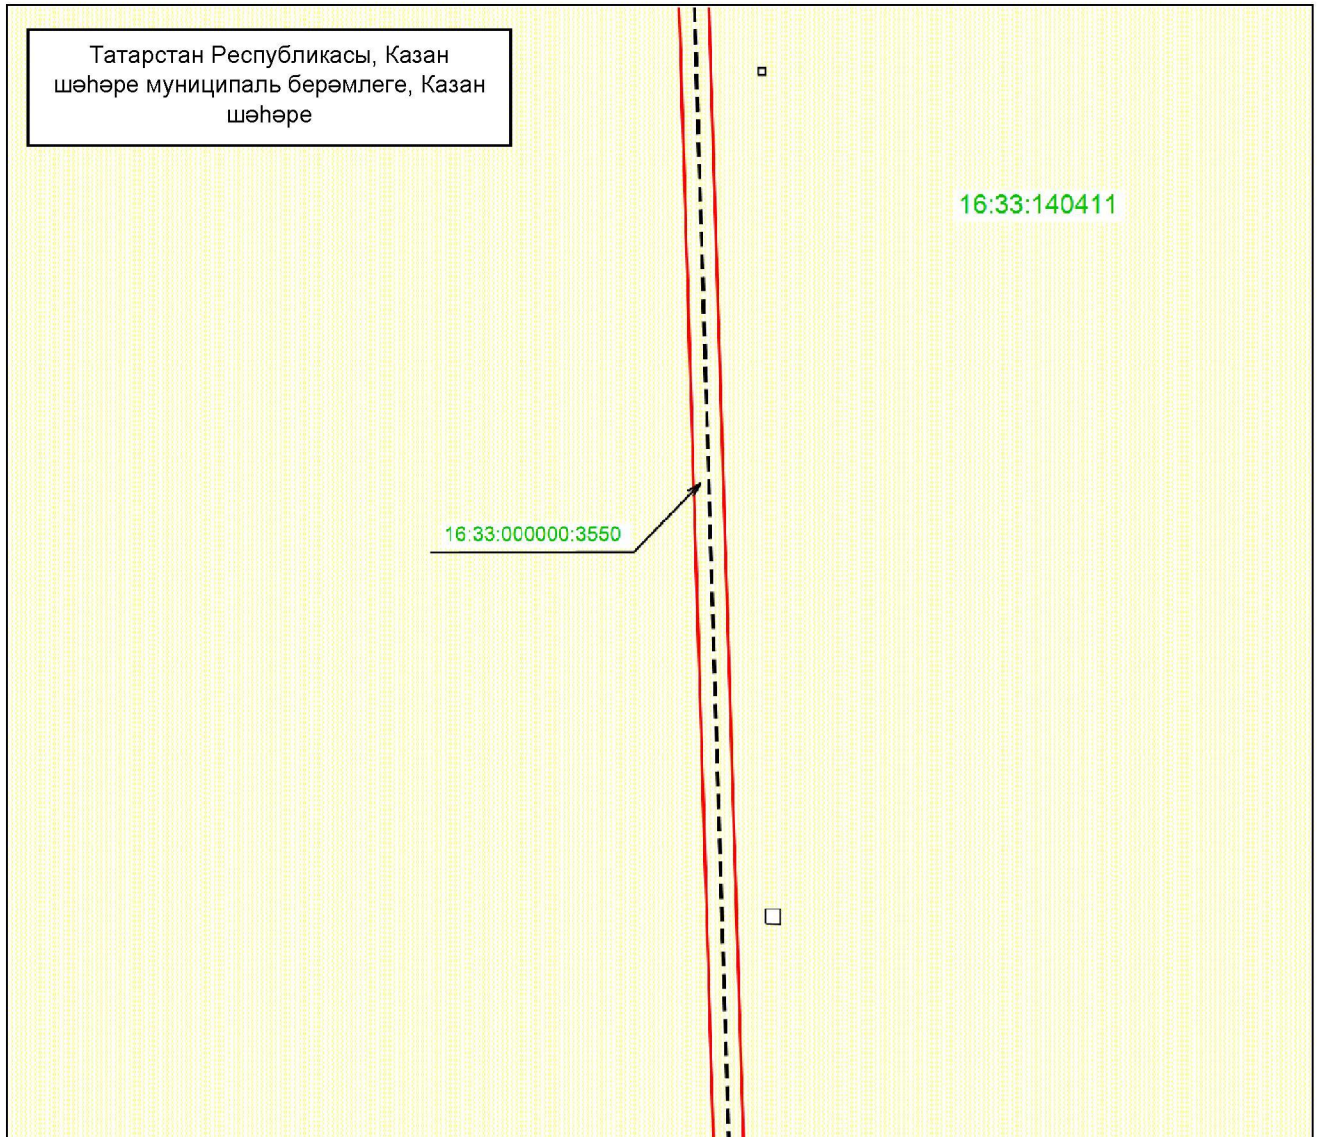 Татарстан Республикасы, Казан
шәһәре муниципаль берәмлеге, Казан
шәһәре
16:33:140411
16:33:000000:3550